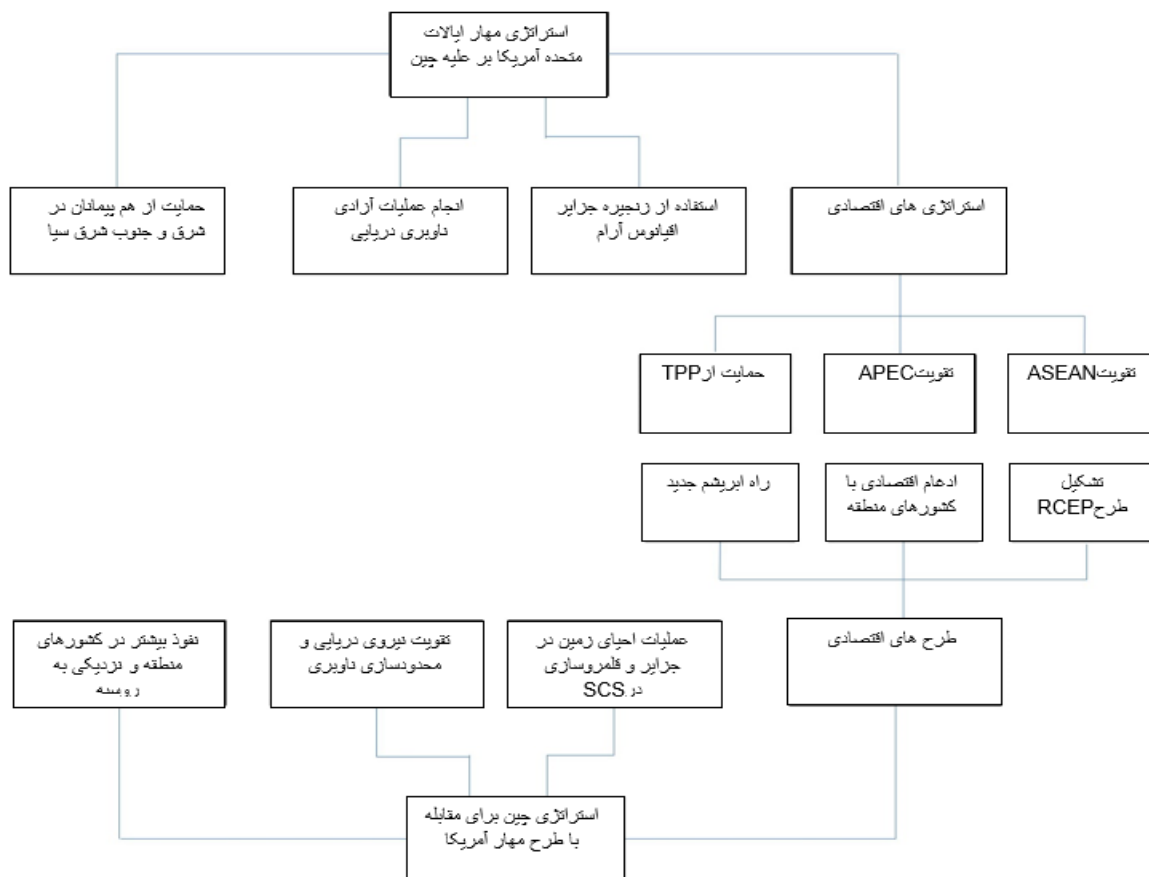 استراتژی مهار ایالات
متحده آمریکا بر علیه چین
استراتژی های اقتصادی
استفاده از زنجیره جزایر
اقیانوس آرام
انجام عملیات آزادی
ناوبری دریایی
حمایت از هم پیمانان در
شرق و جنوب شرق سیا
تقویتASEAN
تقویتAPEC
حمایت ازTPP
تشکیل
طرحRCEP
ادغام اقتصادی با
کشورهای منطقه
راه ابریشم جدید
طرح های اقتصادی
عملیات احیای زمین در
جزایر و قلمروسازی
درSCS
تقویت نیروی دریایی و
محدودسازی ناوبری
نفوذ بیشتر در کشورهای
منطقه و نزدیکی به
روسیه
استراتژی چین برای مقابله
با طرح مهار آمریکا